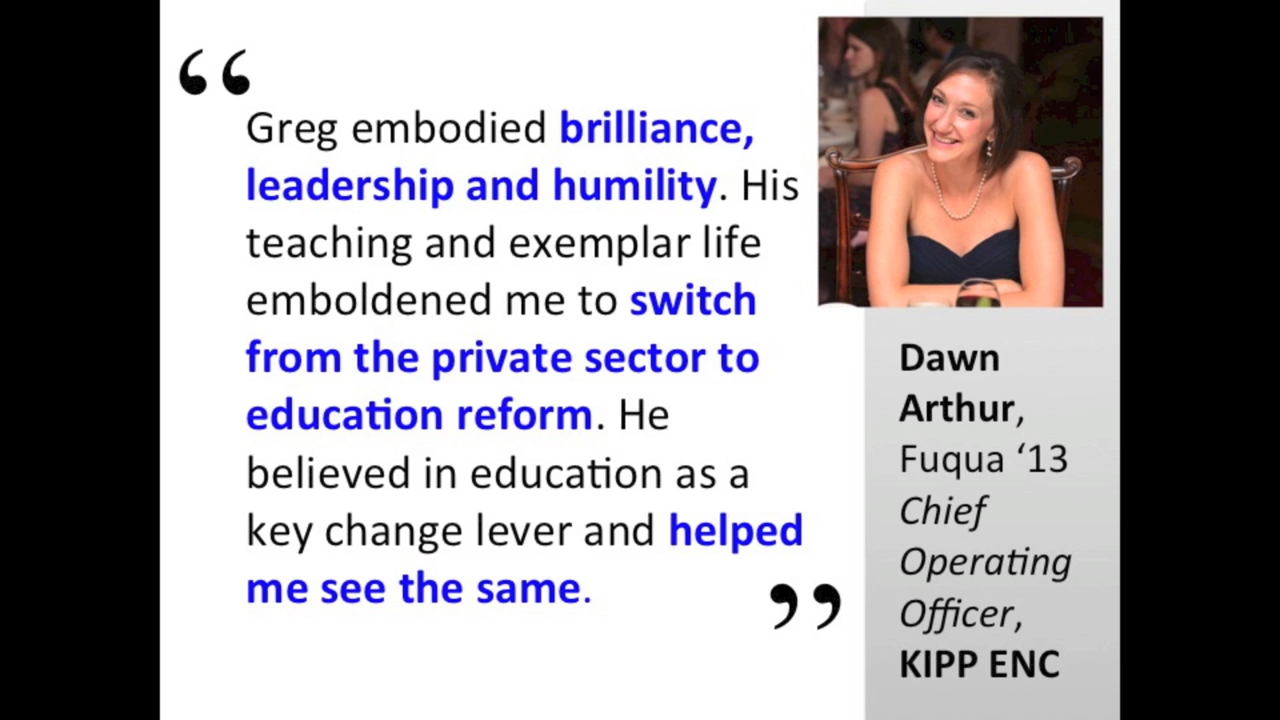 “
Greg embodied brilliance,
leadership and humility. His
teaching and exemplar life
emboldened me to switch
from the private sector to
education reform. He
believed in education as a
key change lever and helped
me see the same.
”
Dawn
Arthur,
Fuqua ‘13
Chief
Operating
Officer,
KIPP ENC